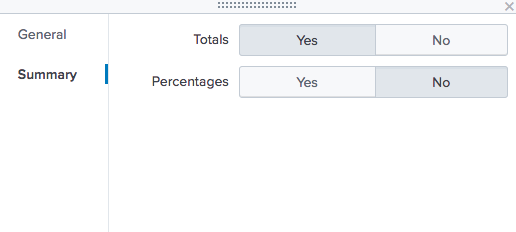 General
Summary
Totals Yes No
Percentages Yes No